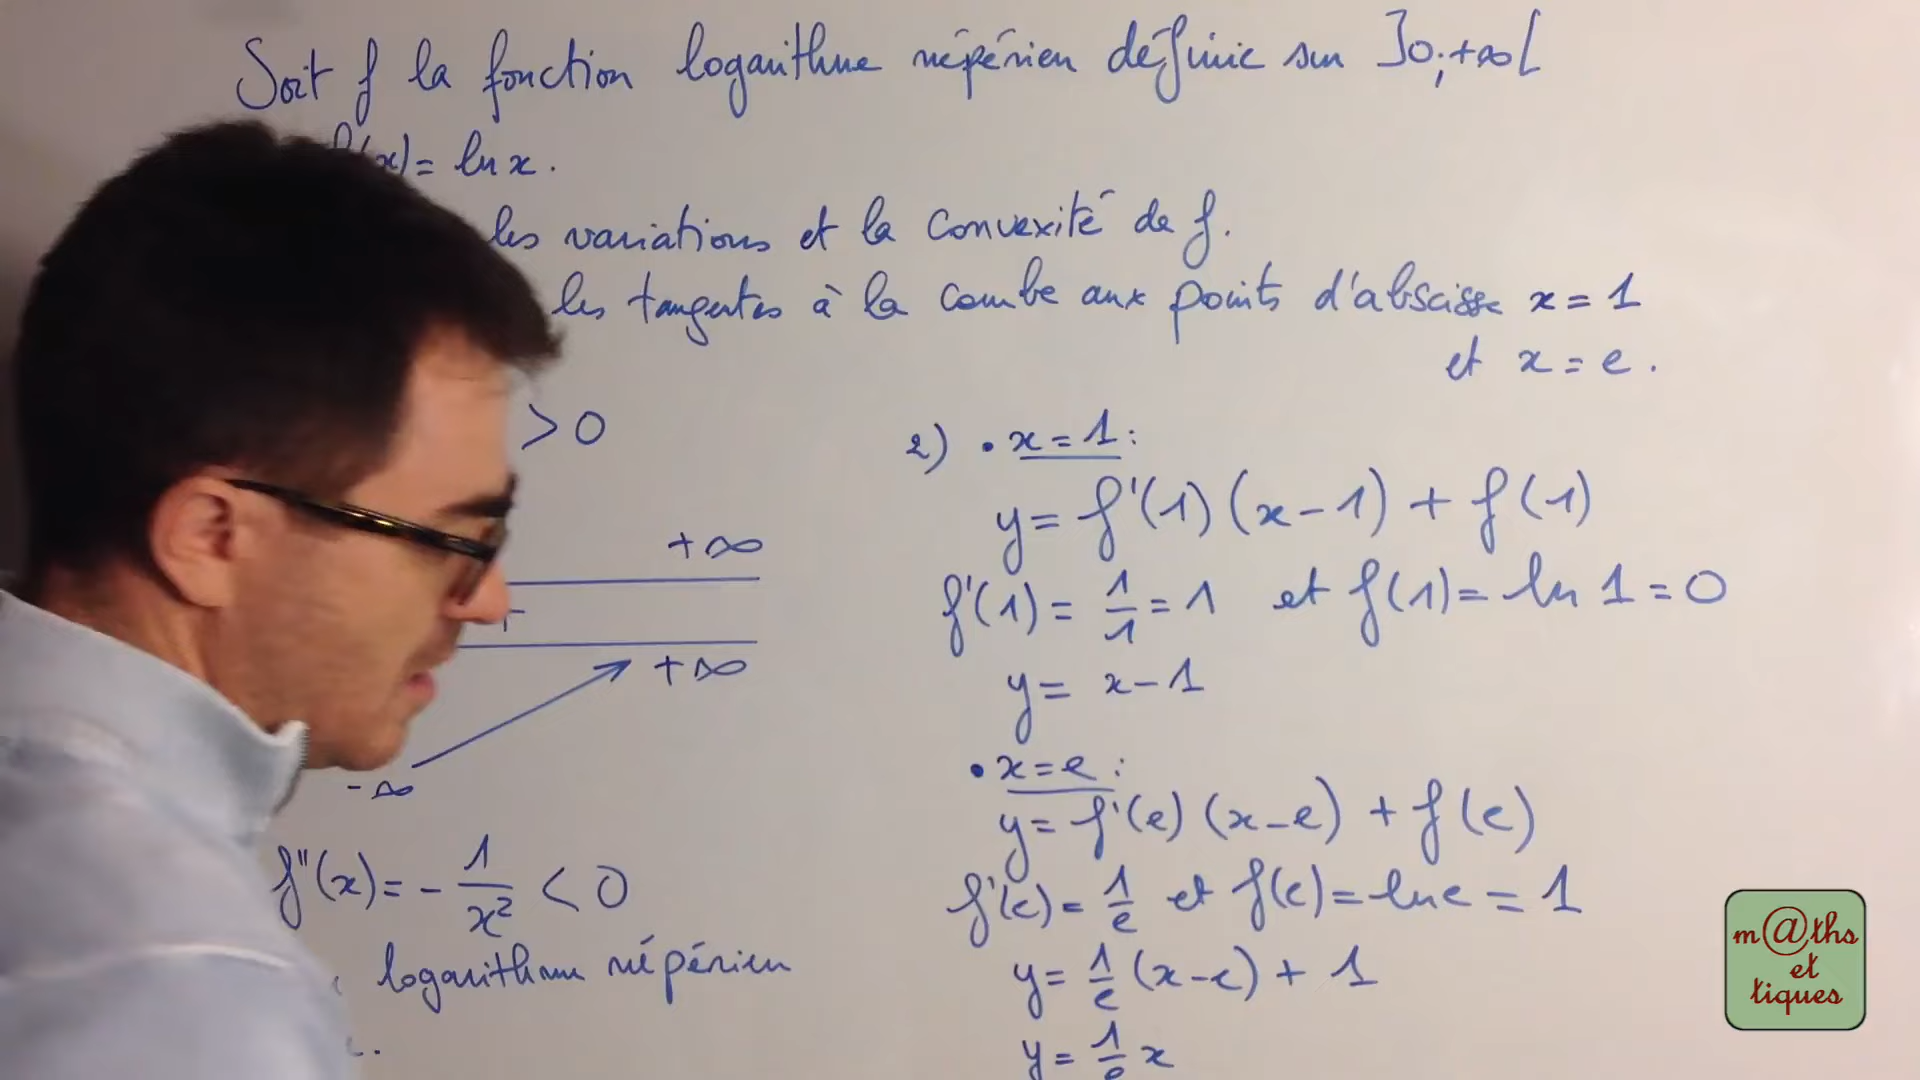 Soit f la fonction logarithme népérien définie sur ]0;+∞[
f(x) = ln x.
les variations et la convexité de f.
les tangentes à la courbe aux points d'abscisse x = 1
et x = e.
> 0
+∞
+
+∞
-∞
f''(x) = - 1/x² < 0
logarithme népérien
2) • x = 1 :
y = f'(1) (x - 1) + f(1)
f'(1) = 1/1 = 1 et f(1) = ln 1 = 0
y = x - 1
• x = e :
y = f'(e) (x - e) + f(e)
f'(e) = 1/e et f(e) = ln e = 1
y = 1/e (x - e) + 1
y = 1/e x
m@ths
et
tiques